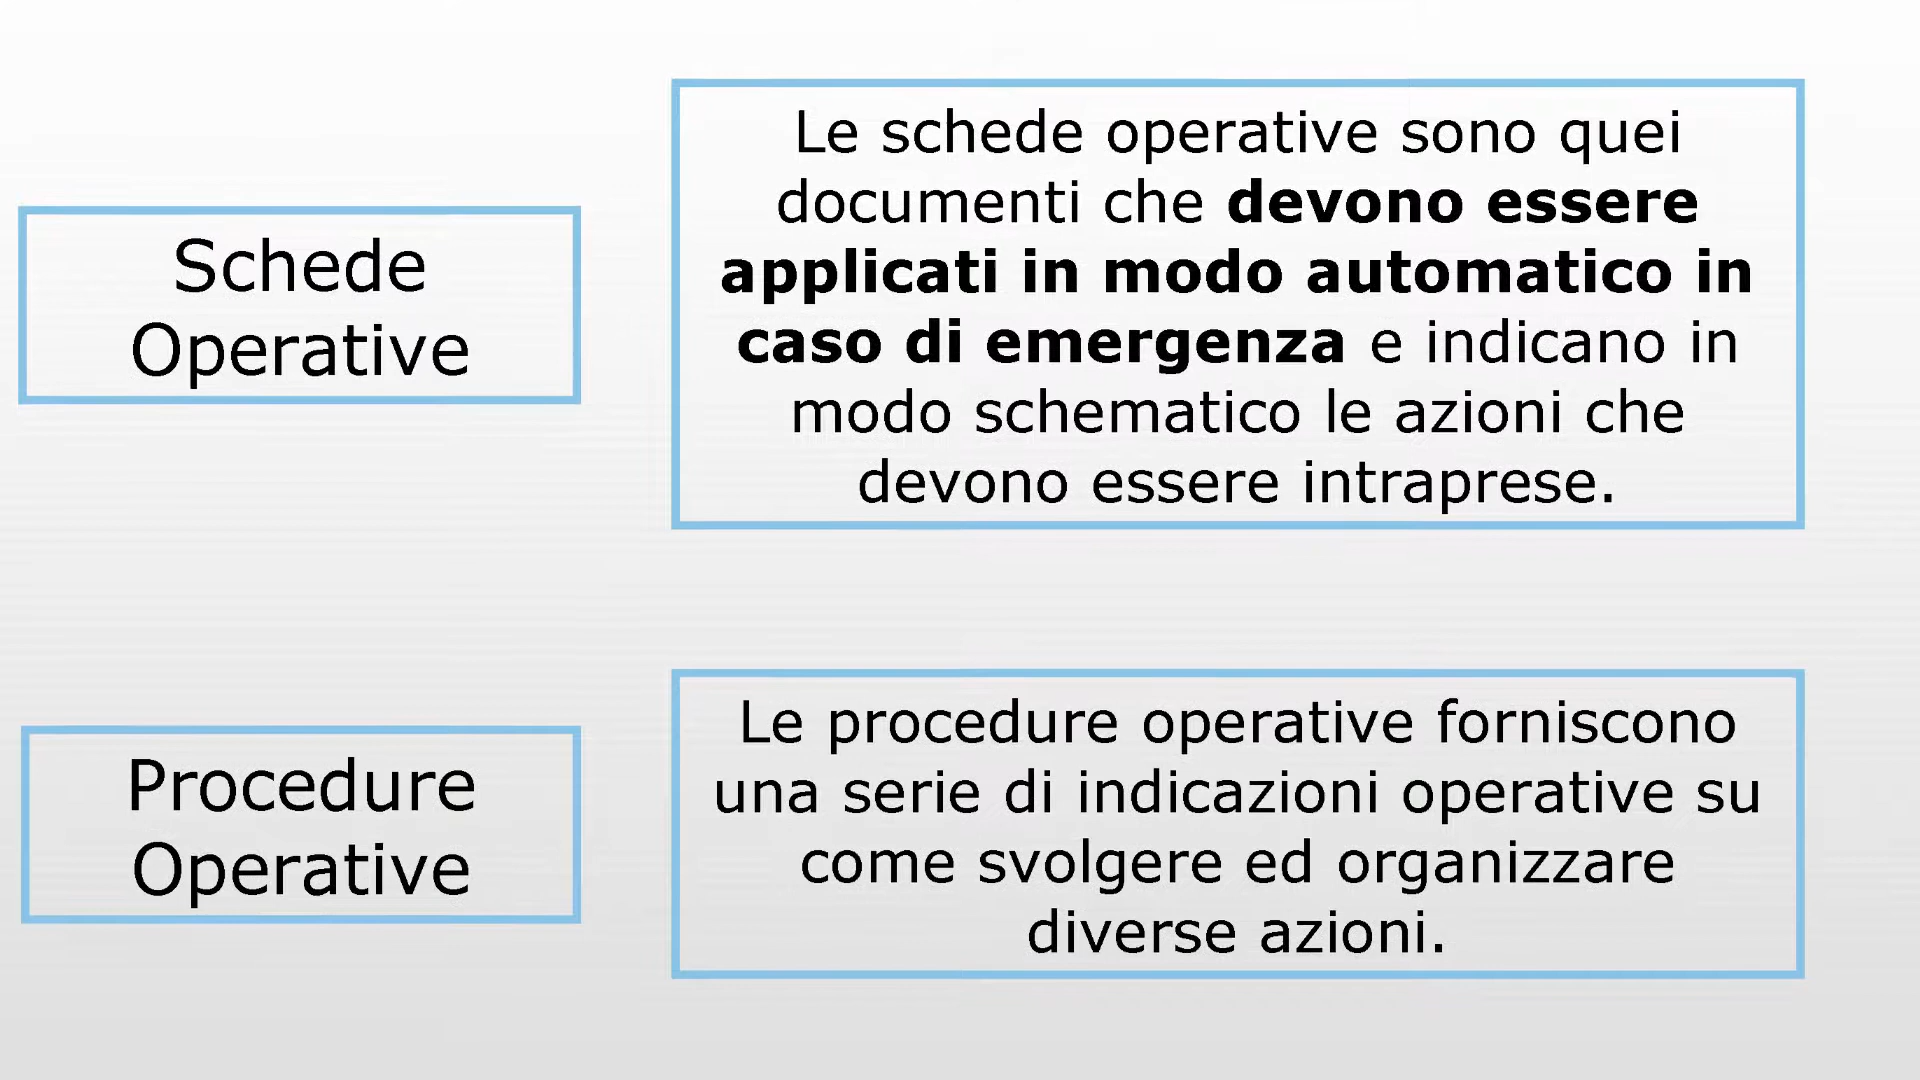 Schede
Operative
Le schede operative sono quei
documenti che devono essere
applicati in modo automatico in
caso di emergenza e indicano in
modo schematico le azioni che
devono essere intraprese.
Procedure
Operative
Le procedure operative forniscono
una serie di indicazioni operative su
come svolgere ed organizzare
diverse azioni.